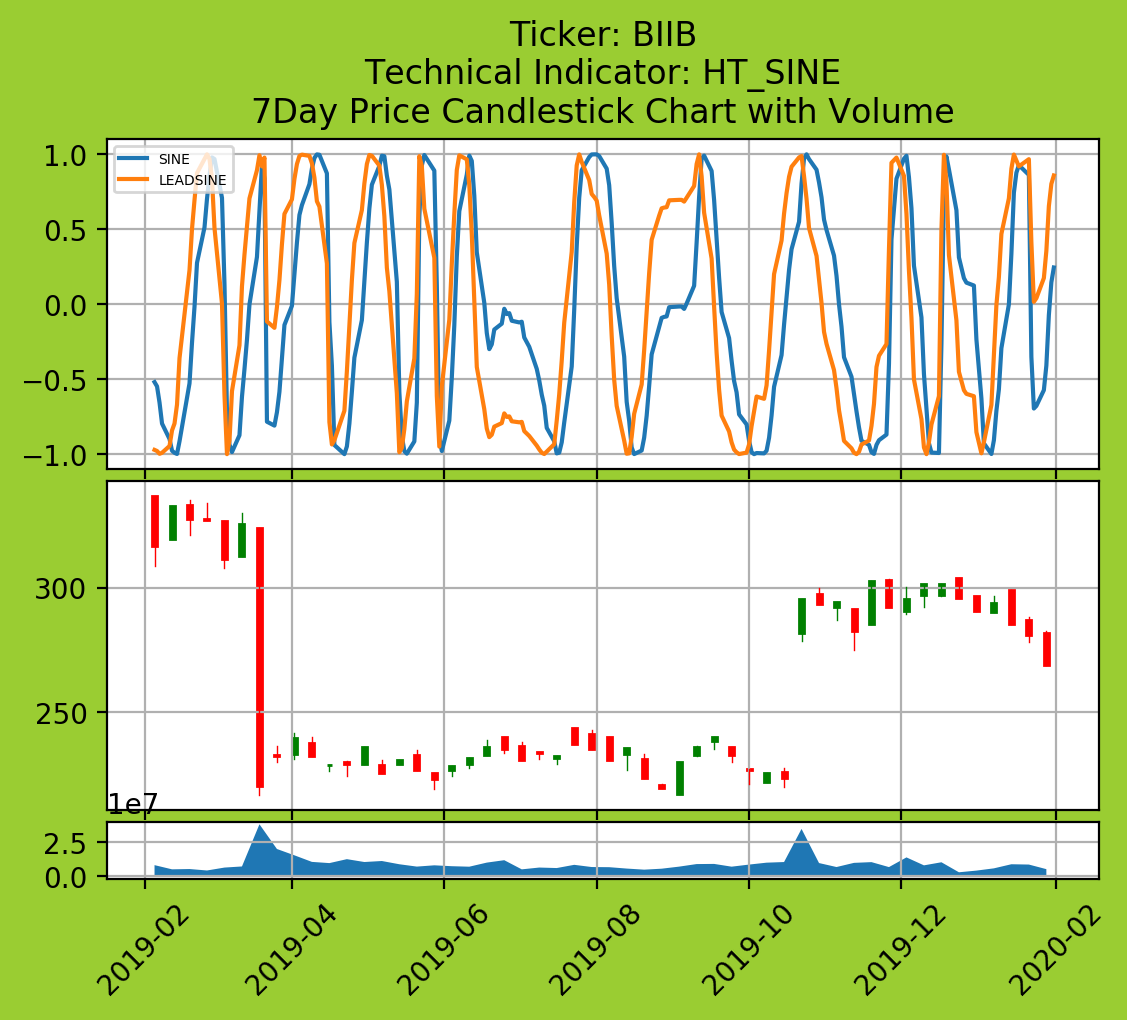 Ticker: BIIB
Technical Indicator: HT_SINE
7Day Price Candlestick Chart with Volume
SINE
LEADSINE
1.0
0.5
0.0
−0.5
−1.0
300
250
1e7
2.5
0.0
2019-02
2019-04
2019-06
2019-08
2019-10
2019-12
2020-02